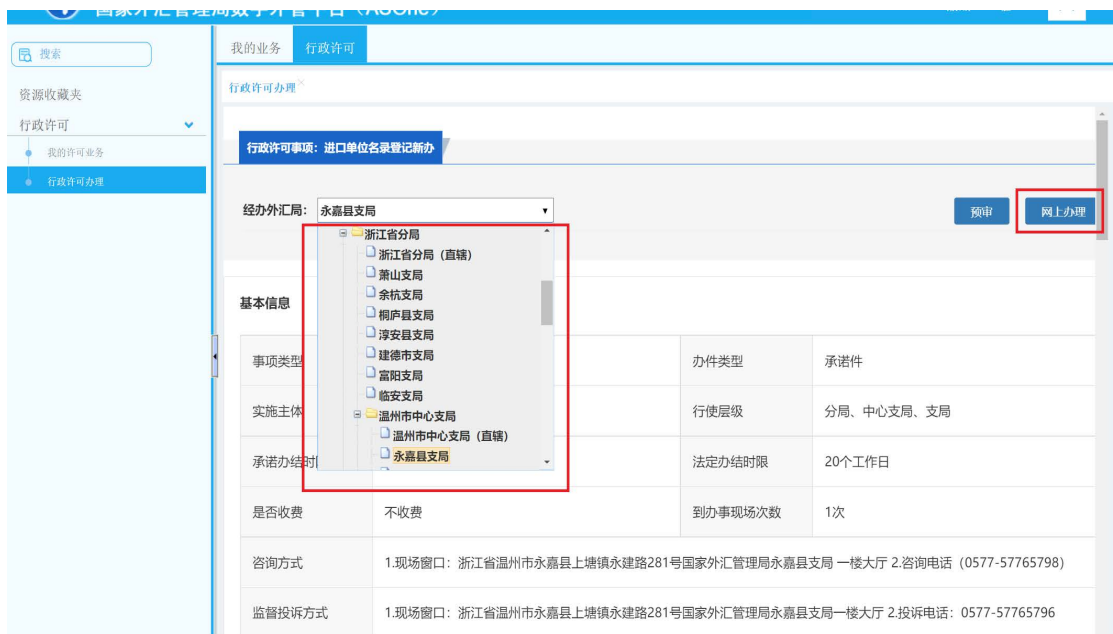 国家外汇管理局数字外管平台（ASOne）
搜索
资源收藏夹
行政许可
我的许可业务
行政许可办理
我的业务 行政许可
行政许可办理
行政许可事项：进口单位名录登记新办
经办外汇局： 永嘉县支局 预审 网上办理
浙江省分局
浙江省分局（直辖）
萧山支局
余杭支局
桐庐县支局
淳安县支局
建德市支局
富阳支局
临安支局
温州市中心支局
温州市中心支局（直辖）
永嘉县支局
基本信息
事项类型 办件类型 承诺件
实施主体 行使层级 分局、中心支局、支局
承诺办结时 法定办结时限 20个工作日
是否收费 不收费 到办事现场次数 1次
咨询方式 1.现场窗口：浙江省温州市永嘉县上塘镇永建路281号国家外汇管理局永嘉县支局 一楼大厅 2.咨询电话（0577-57765798）
监督投诉方式 1.现场窗口：浙江省温州市永嘉县上塘镇永建路281号国家外汇管理局永嘉县支局一楼大厅 2.投诉电话：0577-57765796